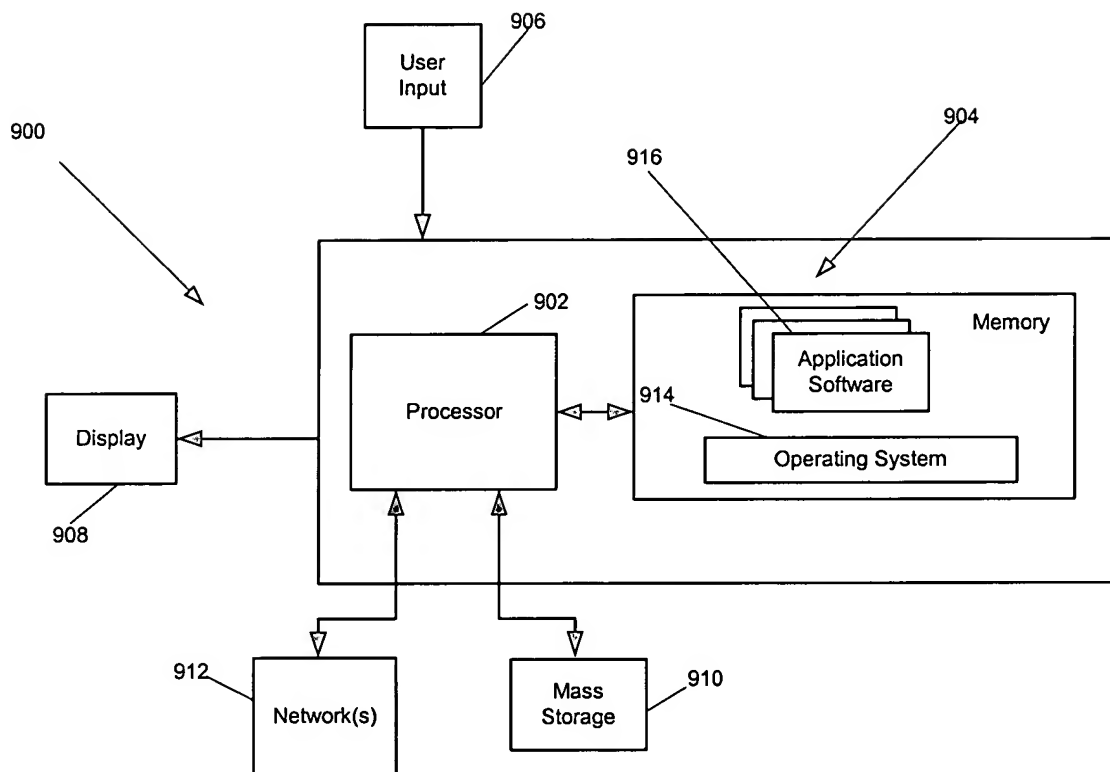 906
User
Input
900
904
916
902
Memory
Application
Software
Processor
914
Display
Operating System
908
912
Network(s)
Mass
Storage
910